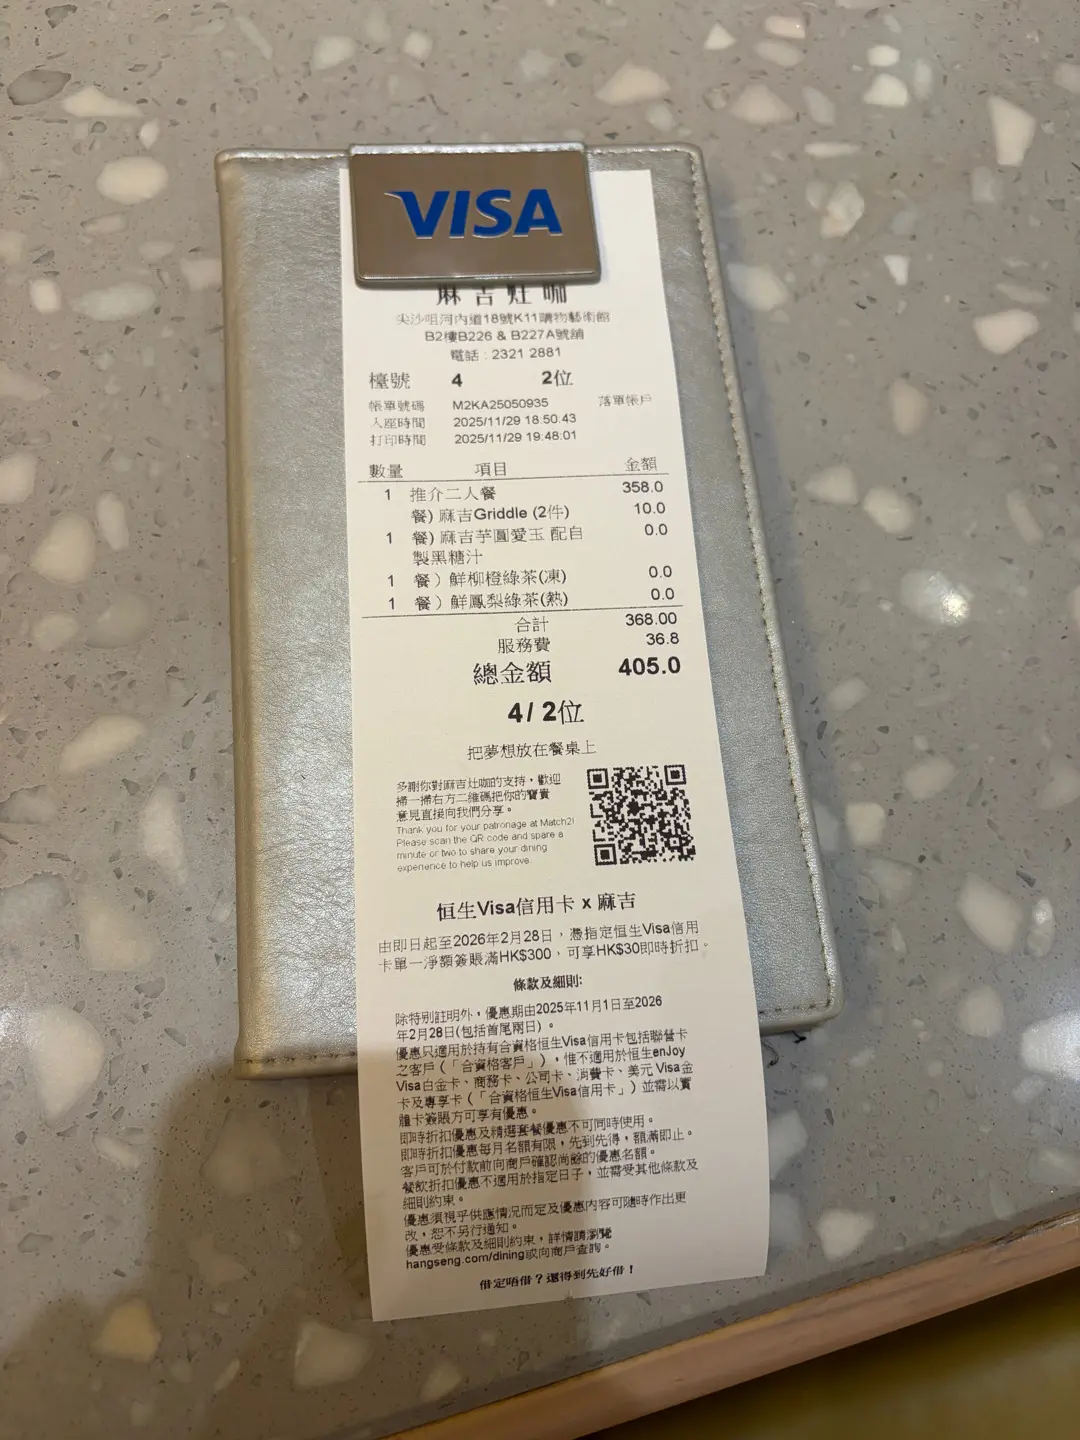 VISA
麻吉灶咖
尖沙咀河內道18號K11購物藝術館
B2樓B226 & B227A號舖
電話 : 2321 2881
檯號 4 2位
帳單號碼 M2KA25050935 落單帳戶
入座時間 2025/11/29 18:50:43
打印時間 2025/11/29 19:48:01
數量 項目 金額
1 推介二人餐 358.0
餐) 麻吉Griddle (2件) 10.0
1 餐) 麻吉芋圓愛玉 配自 0.0
製黑糖汁
1 餐）鮮柳橙綠茶(凍) 0.0
1 餐）鮮鳳梨綠茶(熱) 0.0
合計 368.00
服務費 36.8
總金額 405.0
4/ 2位
把夢想放在餐桌上
多謝你對麻吉灶咖的支持，歡迎
掃一掃右方二維碼把你的寶貴
意見直接向我們分享。
Thank you for your patronage at Match2!
Please scan the QR code and spare a
minute or two to share your dining
experience to help us improve.
恒生Visa信用卡 x 麻吉
由即日起至2026年2月28日，憑指定恒生Visa信用
卡單一淨額簽賬滿HK$300，可享HK$30即時折扣。
條款及細則:
除特別註明外，優惠期由2025年11月1日至2026
年2月28日(包括首尾兩日)。
優惠只適用於持有合資格恒生Visa信用卡包括聯營卡
之客戶（「合資格客戶」），惟不適用於恒生enJoy
Visa白金卡、商務卡、公司卡、消費卡、美元 Visa金
卡及專享卡（「合資格恒生Visa信用卡」）並需以實
體卡簽賬方可享有優惠。
即時折扣優惠及精選套餐優惠不可同時使用。
即時折扣優惠每月名額有限，先到先得，額滿即止。
客戶可於付款前向商戶確認尚餘的優惠名額。
餐飲折扣優惠不適用於指定日子，並需受其他條款及
細則約束。
優惠須視乎供應情況而定及優惠內容可隨時作出更
改，恕不另行通知。
優惠受條款及細則約束，詳情請瀏覽
hangseng.com/dining或向商戶查詢。
借定唔借？還得到先好借！